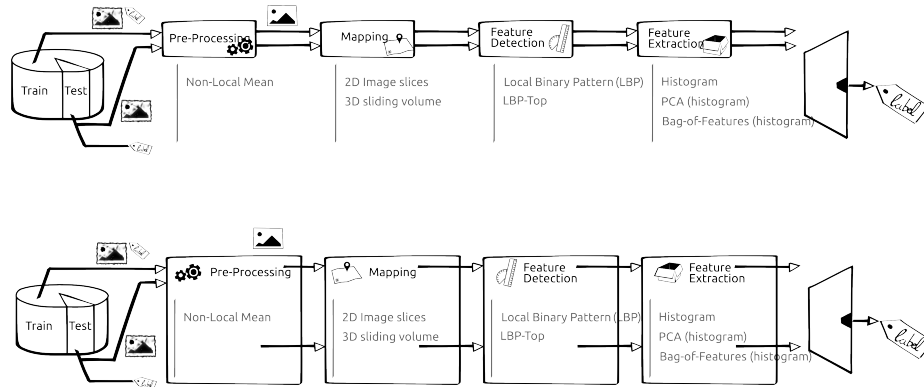 Train
Test
Pre-Processing
Mapping
Feature
Detection
Feature
Extraction
Non-Local Mean
2D Image slices
3D sliding volume
Local Binary Pattern (LBP)
LBP-Top
Histogram
PCA (histogram)
Bag-of-Features (histogram)
label
Train
Test
Pre-Processing
Mapping
Feature
Detection
Feature
Extraction
Non-Local Mean
2D Image slices
3D sliding volume
Local Binary Pattern (LBP)
LBP-Top
Histogram
PCA (histogram)
Bag-of-Features (histogram)
label